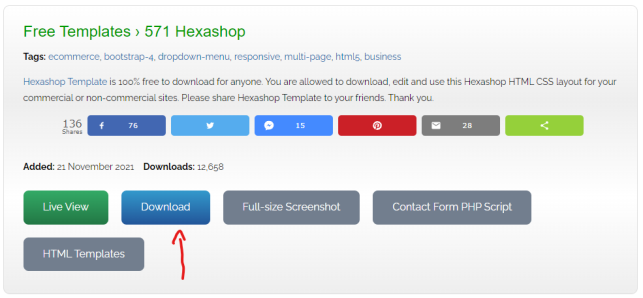 Free Templates › 571 Hexashop
Tags: ecommerce, bootstrap-4, dropdown-menu, responsive, multi-page, html5, business
Hexashop Template is 100% free to download for anyone. You are allowed to download, edit and use this Hexashop HTML CSS layout for your
commercial or non-commercial sites. Please share Hexashop Template to your friends. Thank you.
136 76 15 28
Shares
Added: 21 November 2021 Downloads: 12,658
Live View Download Full-size Screenshot Contact Form PHP Script
HTML Templates